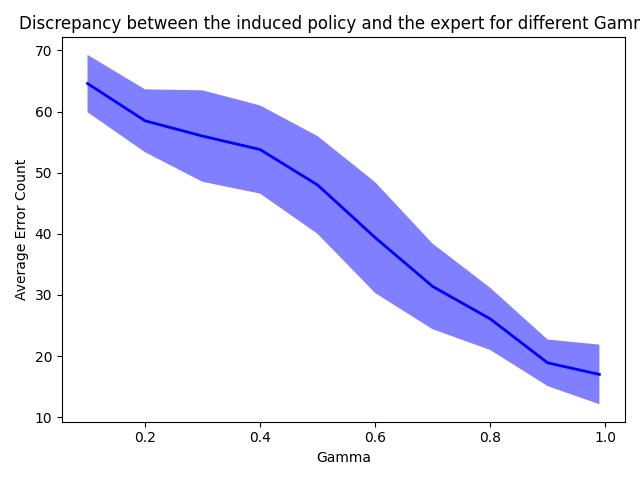 Discrepancy between the induced policy and the expert for different Gamm
70
60
50
40
30
20
10
Average Error Count
0.2 0.4 0.6 0.8 1.0
Gamma